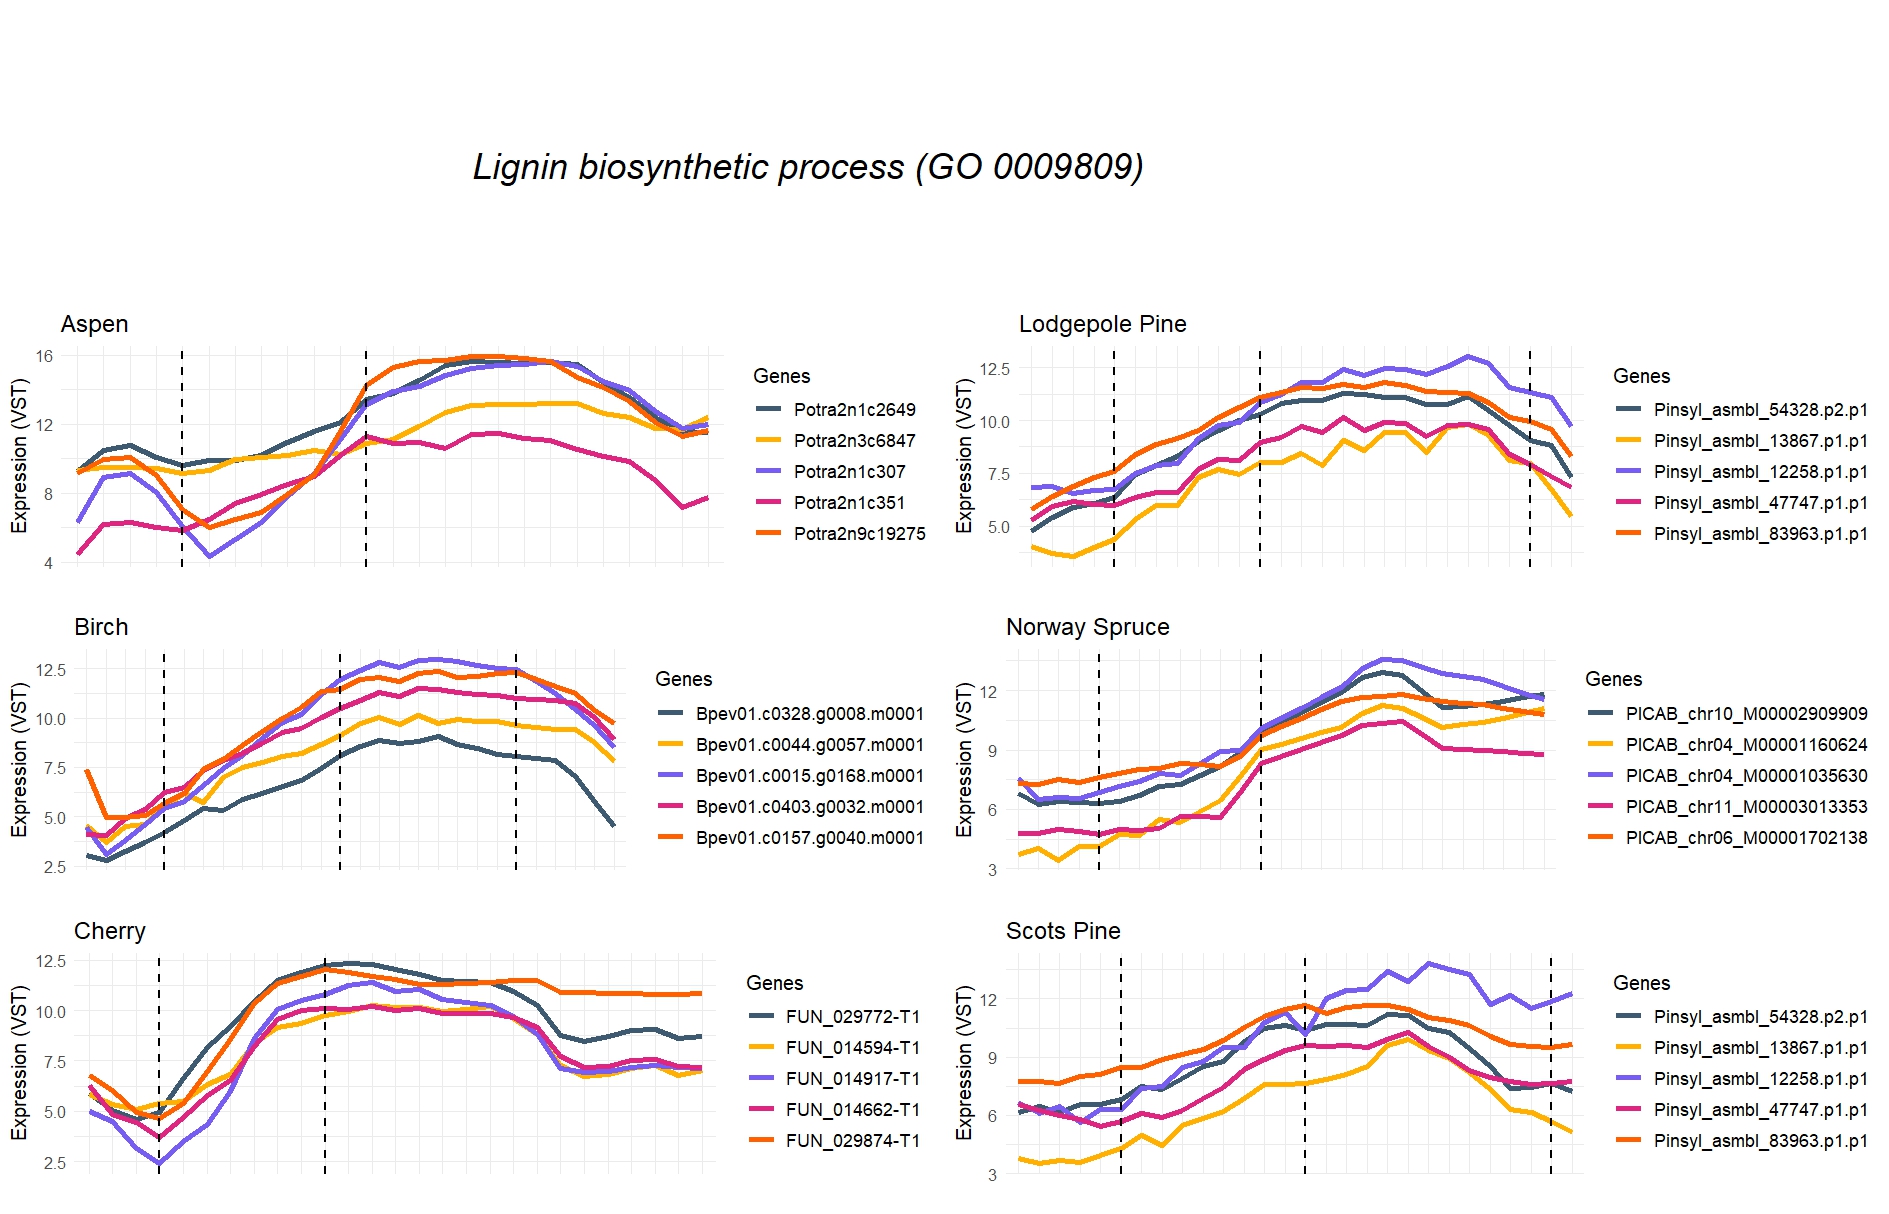 Lignin biosynthetic process (GO 0009809)
Aspen
Expression (VST)
16
12
8
4
Genes
Potra2n1c2649
Potra2n3c6847
Potra2n1c307
Potra2n1c351
Potra2n9c19275
Lodgepole Pine
Expression (VST)
12.5
10.0
7.5
5.0
Genes
Pinsyl_asmbl_54328.p2.p1
Pinsyl_asmbl_13867.p1.p1
Pinsyl_asmbl_12258.p1.p1
Pinsyl_asmbl_47747.p1.p1
Pinsyl_asmbl_83963.p1.p1
Birch
Expression (VST)
12.5
10.0
7.5
5.0
2.5
Genes
Bpev01.c0328.g0008.m0001
Bpev01.c0044.g0057.m0001
Bpev01.c0015.g0168.m0001
Bpev01.c0403.g0032.m0001
Bpev01.c0157.g0040.m0001
Norway Spruce
Expression (VST)
12
9
6
3
Genes
PICAB_chr10_M00002909909
PICAB_chr04_M00001160624
PICAB_chr04_M00001035630
PICAB_chr11_M00003013353
PICAB_chr06_M00001702138
Cherry
Expression (VST)
12.5
10.0
7.5
5.0
2.5
Genes
FUN_029772-T1
FUN_014594-T1
FUN_014917-T1
FUN_014662-T1
FUN_029874-T1
Scots Pine
Expression (VST)
12
9
6
3
Genes
Pinsyl_asmbl_54328.p2.p1
Pinsyl_asmbl_13867.p1.p1
Pinsyl_asmbl_12258.p1.p1
Pinsyl_asmbl_47747.p1.p1
Pinsyl_asmbl_83963.p1.p1